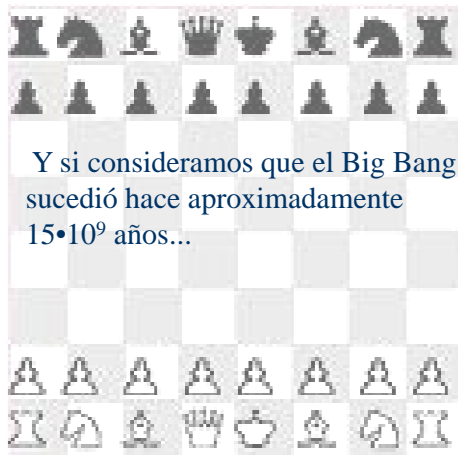 Y si consideramos que el Big Bang
sucedió hace aproximadamente
15•10⁹ años...